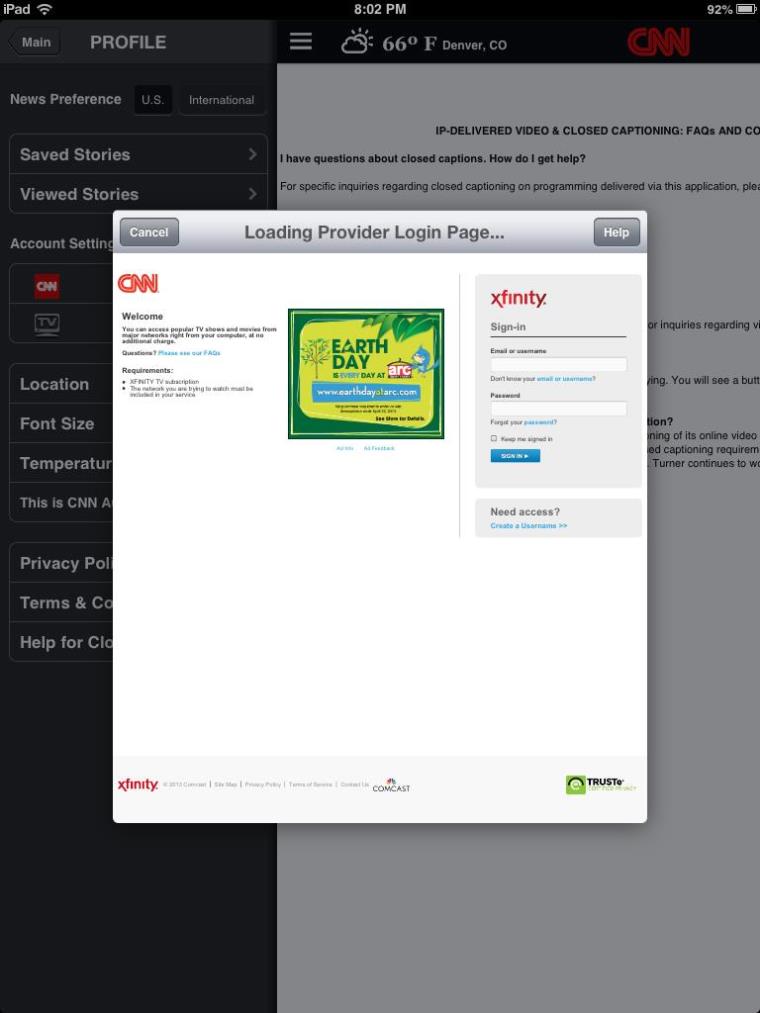 iPad
8:02 PM
92%
Main
PROFILE
66° F Denver, CO
CNN
News Preference
U.S.
International
Saved Stories
Viewed Stories
Account Setting
CNN
TV
Location
Font Size
Temperatur
This is CNN A
Privacy Poli
Terms & Co
Help for Clo
IP-DELIVERED VIDEO & CLOSED CAPTIONING: FAQs AND CO
I have questions about closed captions. How do I get help?
For specific inquiries regarding closed captioning on programming delivered via this application, plea
or inquiries regarding vi
ying. You will see a butt
tion?
oning of its online video
sed captioning requirem
. Turner continues to wo
Cancel
Loading Provider Login Page...
Help
CNN
Welcome
You can access popular TV shows and movies from
major networks right from your computer, at no
additional charge.
Questions? Please see our FAQs
Requirements:
XFINITY TV subscription
The network you are trying to watch must be
included in your service
EARTH
DAY
IS EVERY DAY AT arc
www.earthdayatarc.com
See Store for Details.
Ad Info
Ad Feedback
xfinity.
Sign-in
Email or username
Don't know your email or username?
Password
Forgot your password?
Keep me signed in
SIGN IN ►
Need access?
Create a Username >>
xfinity. © 2013 Comcast | Site Map | Privacy Policy | Terms of Service | Contact Us COMCAST
TRUSTe
CERTIFIED PRIVACY